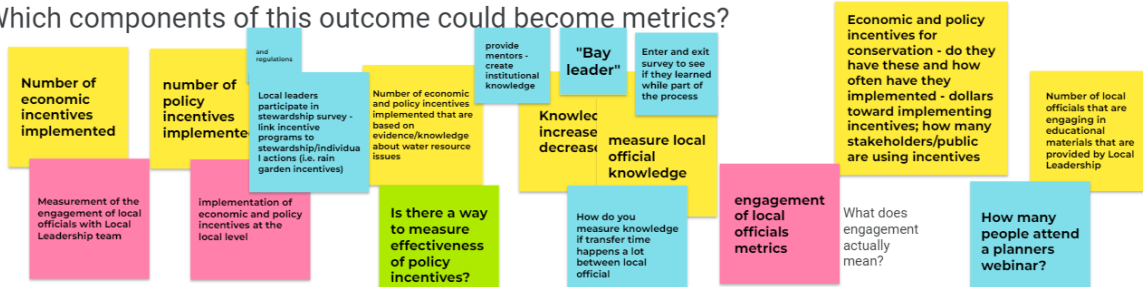 Which components of this outcome could become metrics?
Number of
economic
incentives
implemented
number of
policy
incentives
implemente
and
regulations
Local leaders
participate in
stewardship survey -
link incentive
programs to
stewardship/individua
l actions (i.e. rain
garden incentives)
Number of economic
and policy incentives
implemented that are
based on
evidence/knowledge
about water resource
issues
provide
mentors -
create
institutional
knowledge
"Bay
leader"
Enter and exit
survey to see
if they learned
while part of
the process
Knowlec
increase
decreas
measure local
official
knowledge
Economic and policy
incentives for
conservation - do they
have these and how
often have they
implemented - dollars
toward implementing
incentives; how many
stakeholders/public
are using incentives
Number of local
officials that are
engaging in
educational
materials that are
provided by Local
Leadership
Measurement of the
engagement of local
officials with Local
Leadership team
implementation of
economic and policy
incentives at the
local level
Is there a way
to measure
effectiveness
of policy
incentives?
How do you
measure knowledge
if transfer time
happens a lot
between local
official
engagement
of local
officials
metrics
What does
engagement
actually
mean?
How many
people attend
a planners
webinar?